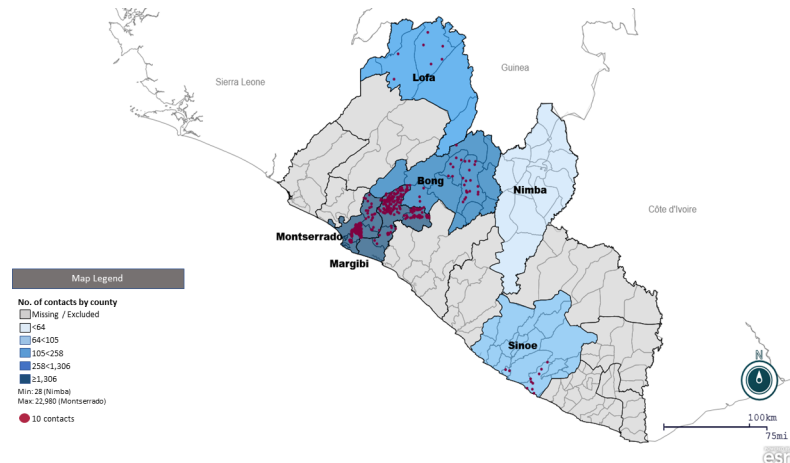 Sierra Leone
Guinea
Lofa
Bong
Nimba
Côte d'Ivoire
Montserrado
Margibi
Sinoe
Map Legend
No. of contacts by county
Missing / Excluded
<64
64<105
105<258
258<1,306
≥1,306
Min: 28 (Nimba)
Max: 22,980 (Montserrado)
10 contacts
N
100km
75mi
esri